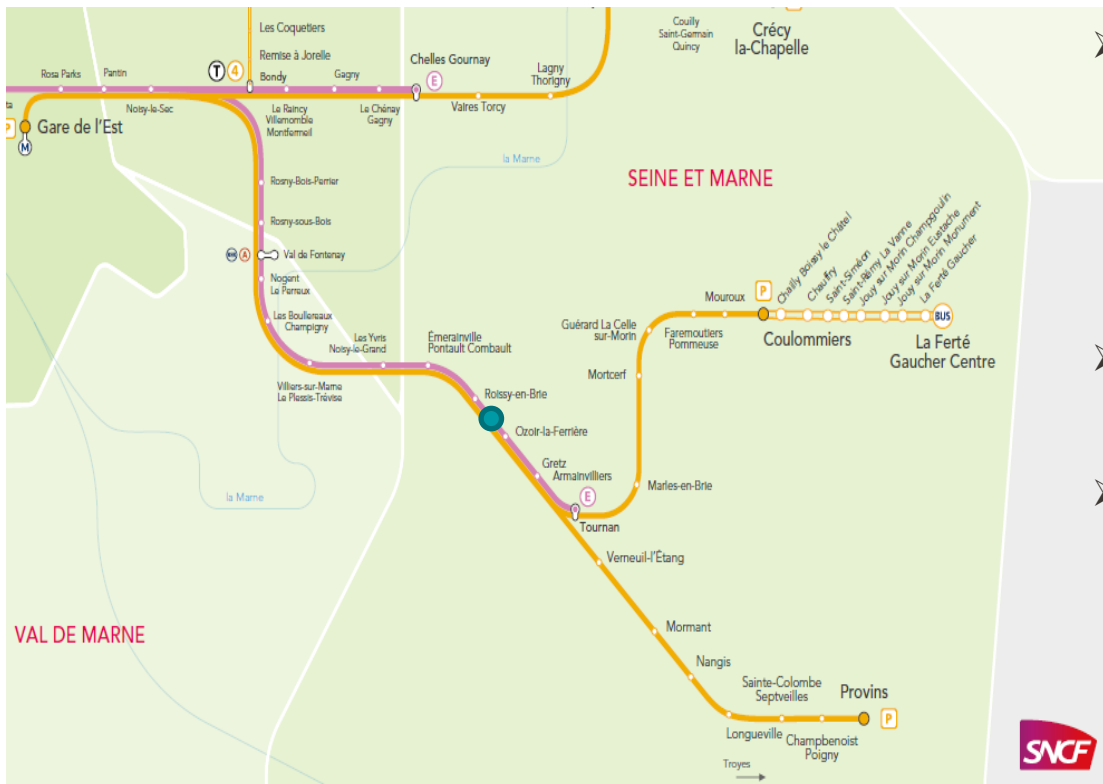 Les Coquetiers
Remise à Jorelle
T 4
Bondy
Gagny
Chelles Gournay
E
Rosa Parks
Pantin
Noisy-le-Sec
Le Raincy
Villemomble
Montfermeil
Le Chénay
Gagny
Vaires Torcy
Lagny
Thorigny
Couilly
Saint-Germain
Quincy
P
Crécy
la-Chapelle
ta
P
Gare de l'Est
M
la Marne
SEINE ET MARNE
Rosny-Bois-Perrier
Rosny-sous-Bois
RER A
Val de Fontenay
Nogent
Le Perreux
Les Boullereaux
Champigny
Les Yvris
Noisy-le-Grand
Villiers-sur-Marne
Le Plessis-Trévise
Émerainville
Pontault Combault
Roissy-en-Brie
Ozoir-la-Ferrière
Gretz
Armainvilliers
E
Tournan
Marles-en-Brie
Mortcerf
Guérard La Celle
sur-Morin
Faremoutiers
Pommeuse
Mouroux
P
Coulommiers
Chailly Boissy le Châtel
Chauffry
Saint-Siméon
Saint-Rémy La Vanne
Jouy sur Morin Champgoulin
Jouy sur Morin Eustache
Jouy sur Morin Monument
La Ferté Gaucher
BUS
La Ferté
Gaucher Centre
la Marne
VAL DE MARNE
Verneuil-l'Étang
Mormant
Nangis
Longueville
Sainte-Colombe
Septveilles
Champbenoist
Poigny
Provins
P
Troyes
SNCF